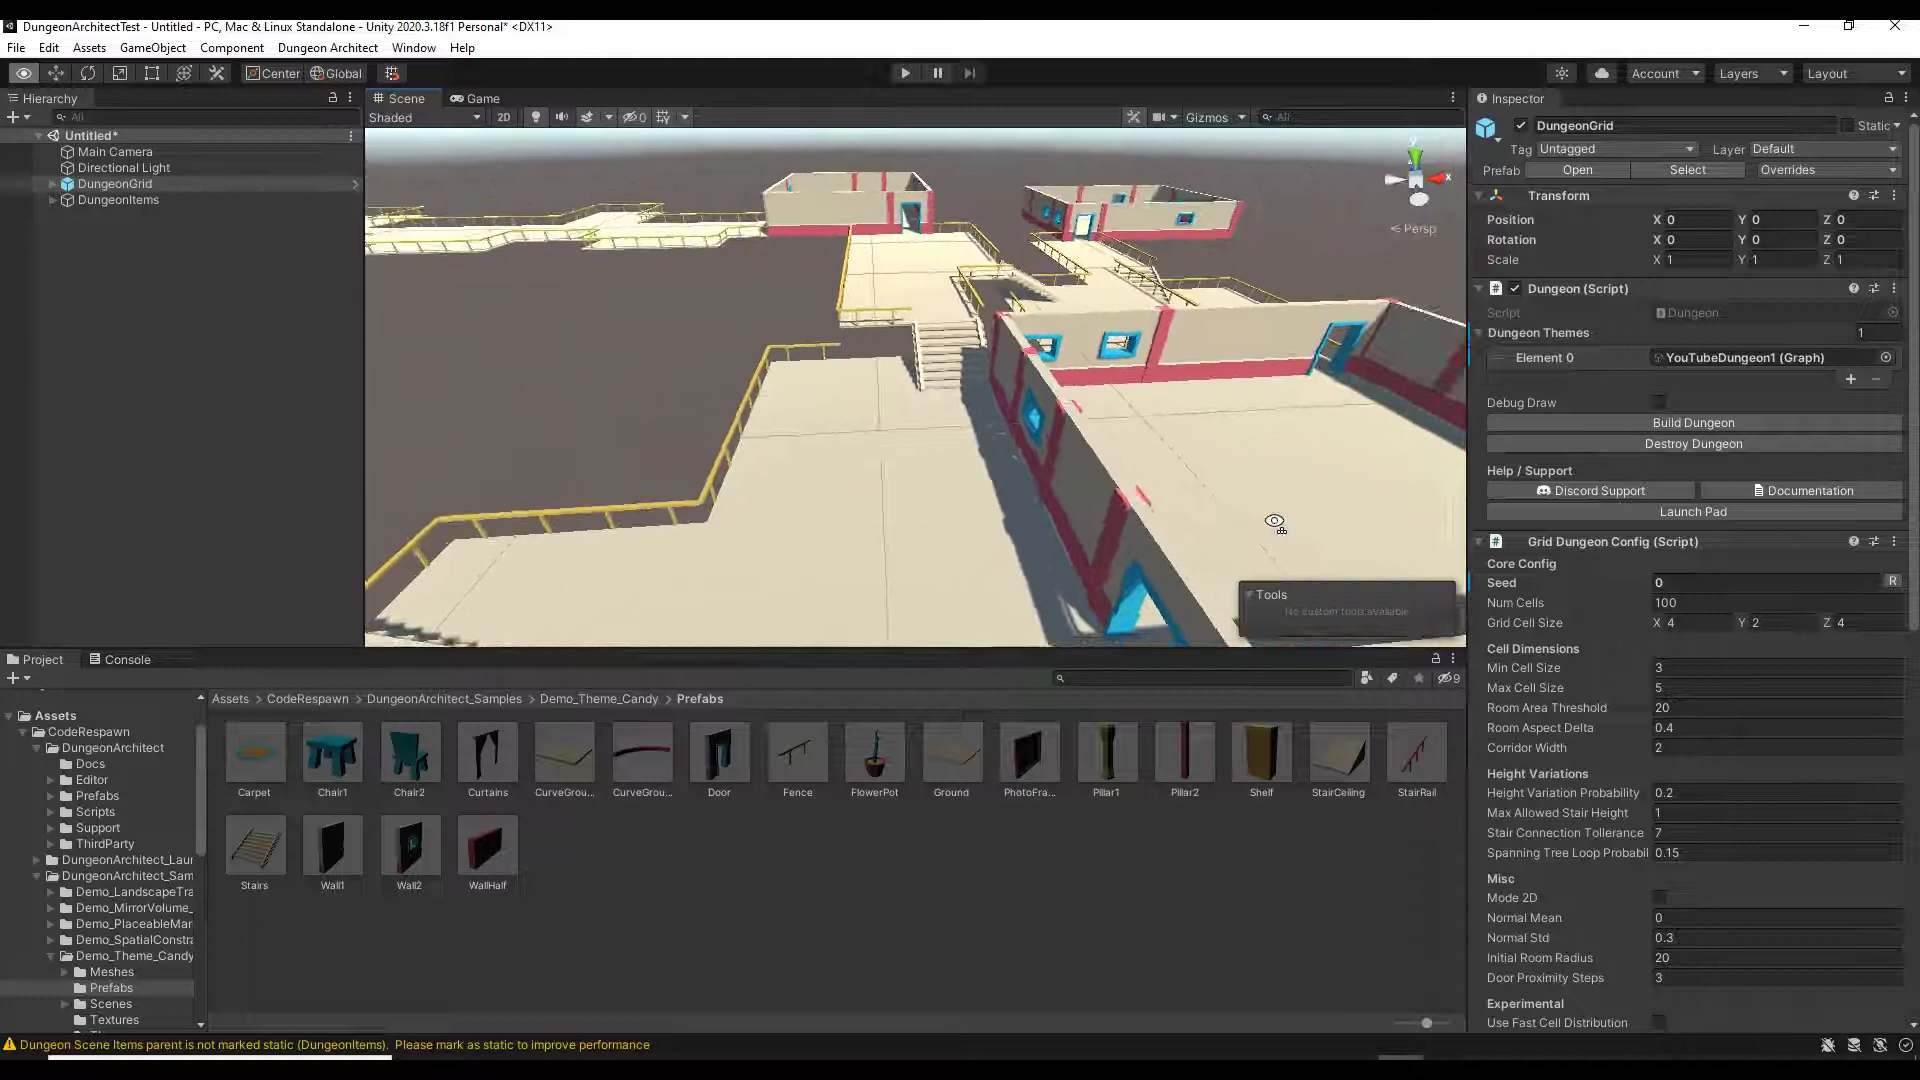 DungeonArchitectTest - Untitled - PC, Mac & Linux Standalone - Unity 2020.3.18f1 Personal* <DX11>
File Edit Assets GameObject Component Dungeon Architect Window Help
Center Global Account Layers Layout
Hierarchy
All
Untitled*
Main Camera
Directional Light
DungeonGrid
DungeonItems
Scene Game
Shaded 2D 0 Gizmos All
y
x
< Persp
Tools
No custom tools available
Inspector
DungeonGrid Static
Tag Untagged Layer Default
Prefab Open Select Overrides
Transform
Position X 0 Y 0 Z 0
Rotation X 0 Y 0 Z 0
Scale X 1 Y 1 Z 1
Dungeon (Script)
Script Dungeon
Dungeon Themes 1
Element 0 YouTubeDungeon1 (Graph)
Debug Draw
Build Dungeon
Destroy Dungeon
Help / Support
Discord Support Documentation
Launch Pad
Grid Dungeon Config (Script)
Core Config
Seed 0 R
Num Cells 100
Grid Cell Size X 4 Y 2 Z 4
Cell Dimensions
Min Cell Size 3
Max Cell Size 5
Room Area Threshold 20
Room Aspect Delta 0.4
Corridor Width 2
Height Variations
Height Variation Probability 0.2
Max Allowed Stair Height 1
Stair Connection Tollerance 7
Spanning Tree Loop Probabil 0.15
Misc
Mode 2D
Normal Mean 0
Normal Std 0.3
Initial Room Radius 20
Door Proximity Steps 3
Experimental
Use Fast Cell Distribution
Project Console
9
Assets
CodeRespawn
DungeonArchitect
Docs
Editor
Prefabs
Scripts
Support
ThirdParty
DungeonArchitect_Laun
DungeonArchitect_Sam
Demo_LandscapeTra
Demo_MirrorVolume_
Demo_PlaceableMar
Demo_SpatialConstra
Demo_Theme_Candy
Meshes
Prefabs
Scenes
Textures
Assets > CodeRespawn > DungeonArchitect_Samples > Demo_Theme_Candy > Prefabs
Carpet Chair1 Chair2 Curtains CurveGrou... CurveGrou... Door Fence FlowerPot Ground PhotoFra... Pillar1 Pillar2 Shelf StairCeiling StairRail
Stairs Wall1 Wall2 WallHalf
Dungeon Scene Items parent is not marked static (DungeonItems). Please mark as static to improve performance